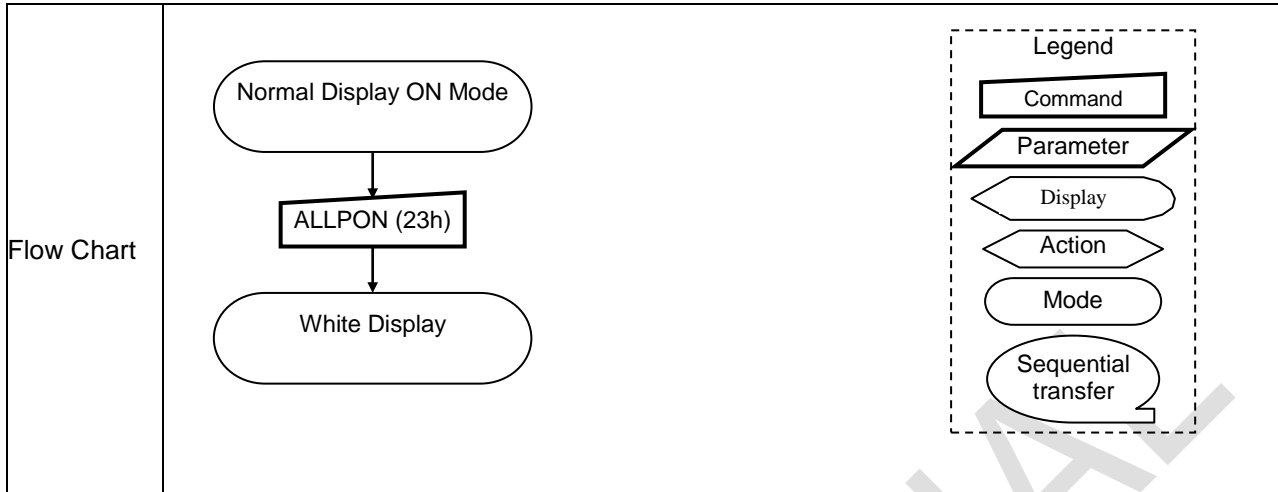 Flow Chart
Normal Display ON Mode
ALLPON (23h)
White Display
Legend
Command
Parameter
Display
Action
Mode
Sequential
transfer